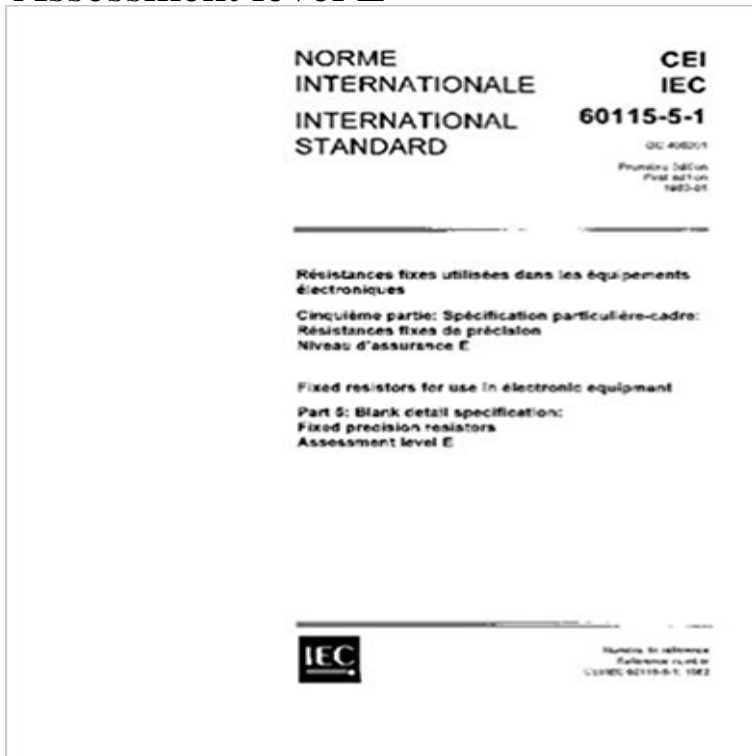 Assessment level E
NORME
INTERNATIONALE
CEI
IEC
INTERNATIONAL
STANDARD
60115-5-1
Première édition
First edition
Résistances fixes utilisées dans les équipements
électroniques
Cinquième partie: Spécification particulière-cadre:
Résistances fixes de précision
Niveau d'assurance E
Fixed resistors for use in electronic equipment
Part 5: Blank detail specification:
Fixed precision resistors
Assessment level E
IEC
Numéro de référence
Reference number